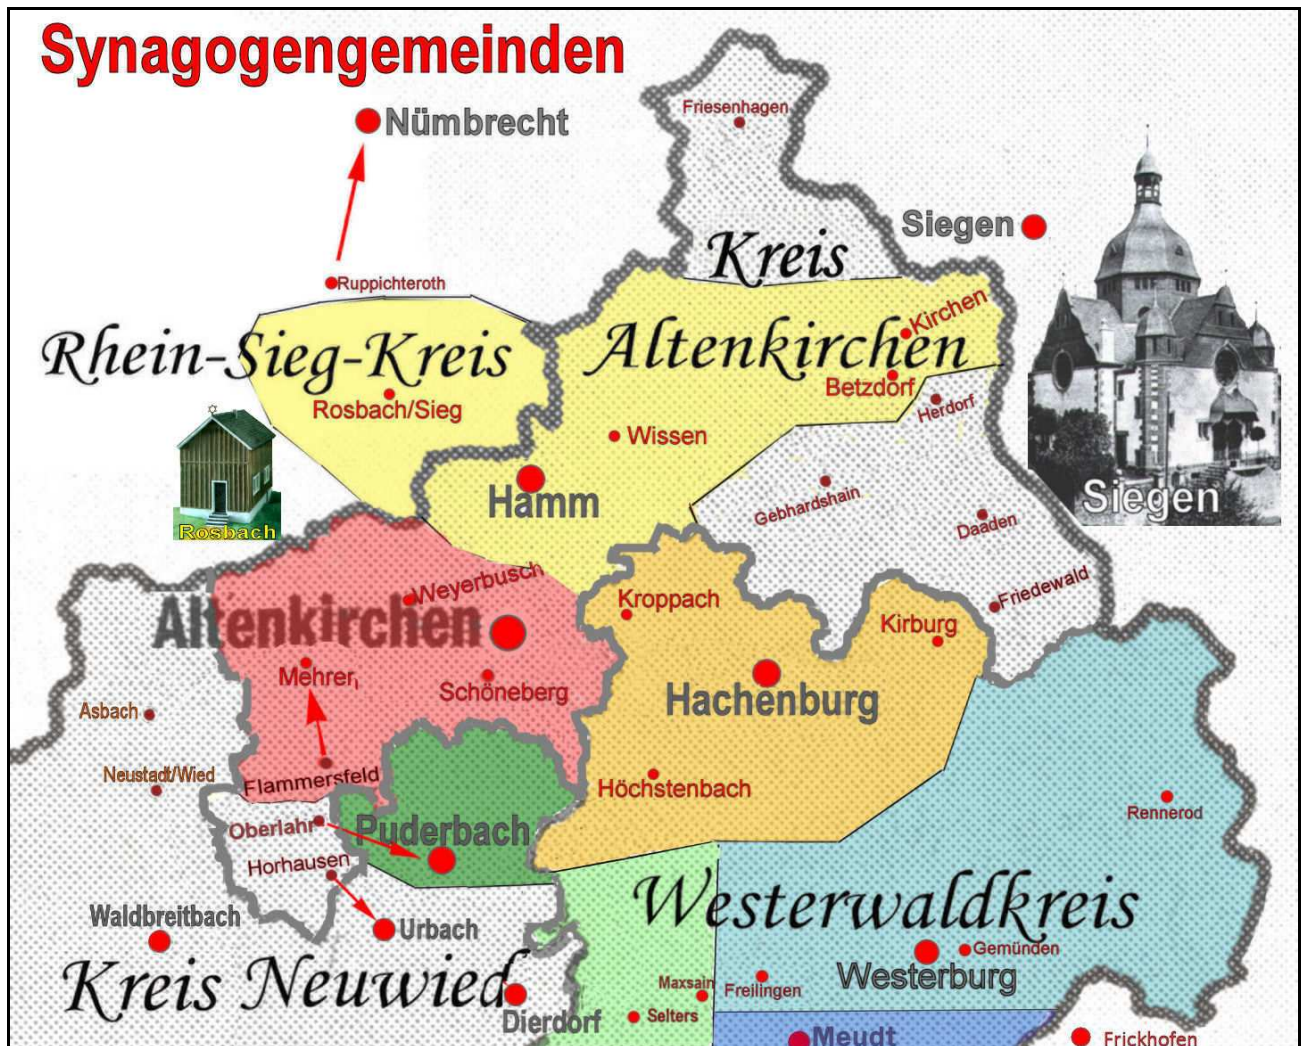 Synagogengemeinden
Friesenhagen
Nümbrecht
Siegen
Kreis
Ruppichteroth
Kirchen
Rhein-Sieg-Kreis
Altenkirchen
Betzdorf
Rosbach/Sieg
Herdorf
Wissen
Hamm
Gebhardshain
Siegen
Daaden
Rosbach
Weyerbusch
Friedewald
Kroppach
Altenkirchen
Kirburg
Mehrer,
Schöneberg
Hachenburg
Asbach
Neustadt/Wied
Flammersfeld
Höchstenbach
Rennerod
Oberlahr
Puderbach
Horhausen
Westerwaldkreis
Waldbreitbach
Urbach
Gemünden
Westerburg
Kreis Neuwied
Maxsain
Freilingen
Selters
Dierdorf
Meudt
Frickhofen